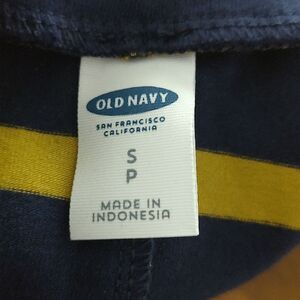 OLD NAVY
SAN FRANCISCO
CALIFORNIA
S
P
MADE IN
INDONESIA